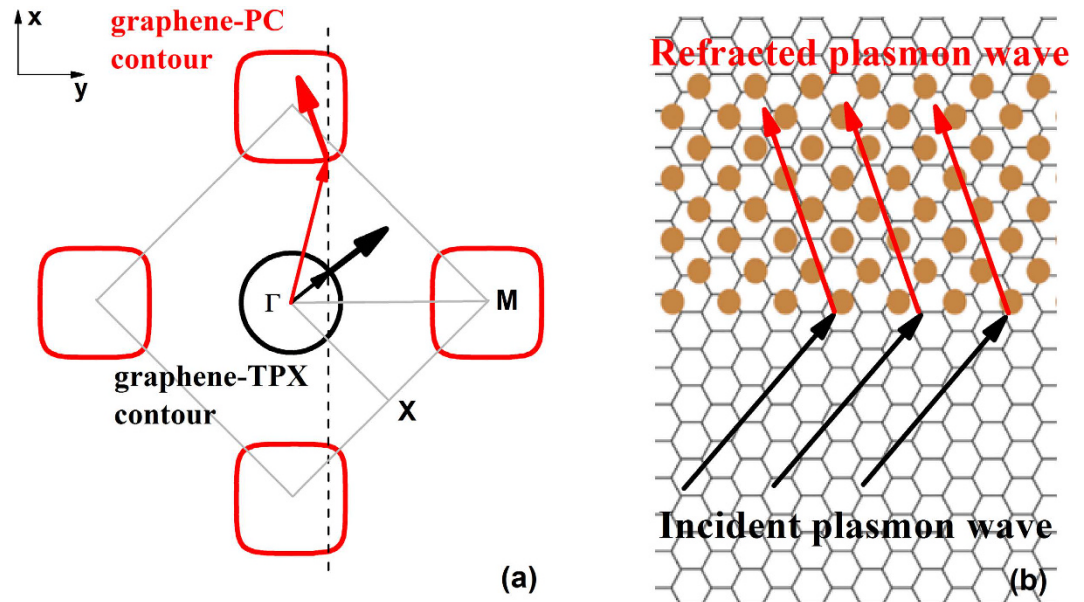 x
y
graphene-PC
contour
Γ
M
graphene-TPX
contour
X
(a)
Refracted plasmon wave
Incident plasmon wave
(b)